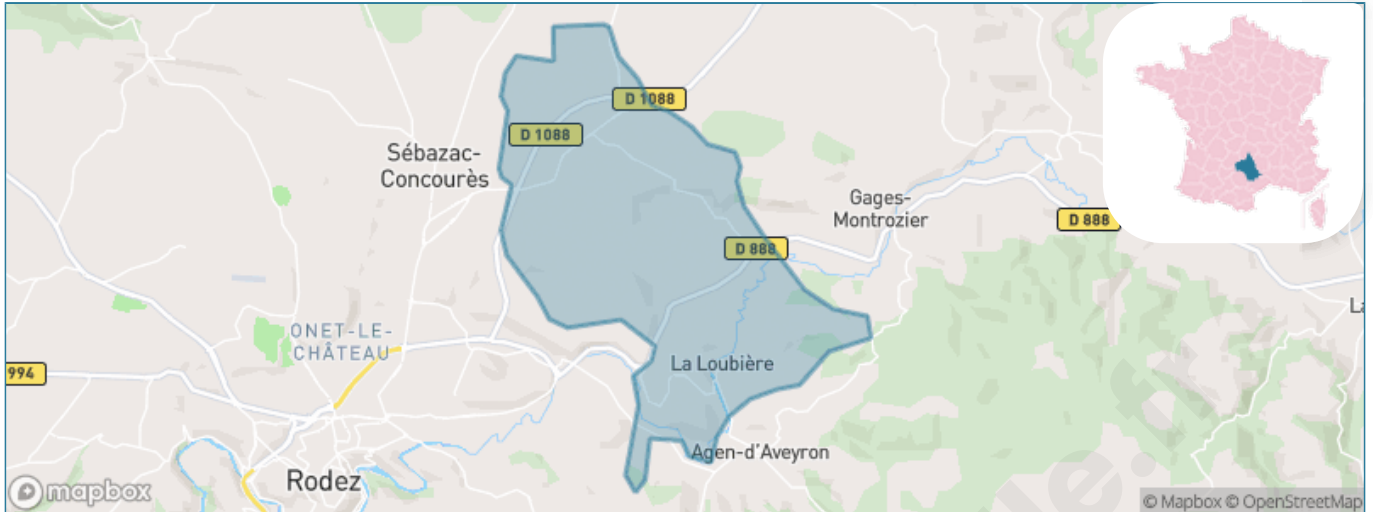 D 1088
D 1088
Sébazac-
Concourès
Gages-
Montrozier
D 888
D 888
ONET-LE-
CHÂTEAU
La Loubière
994
Agen-d'Aveyron
Rodez
mapbox
© Mapbox © OpenStreetMap